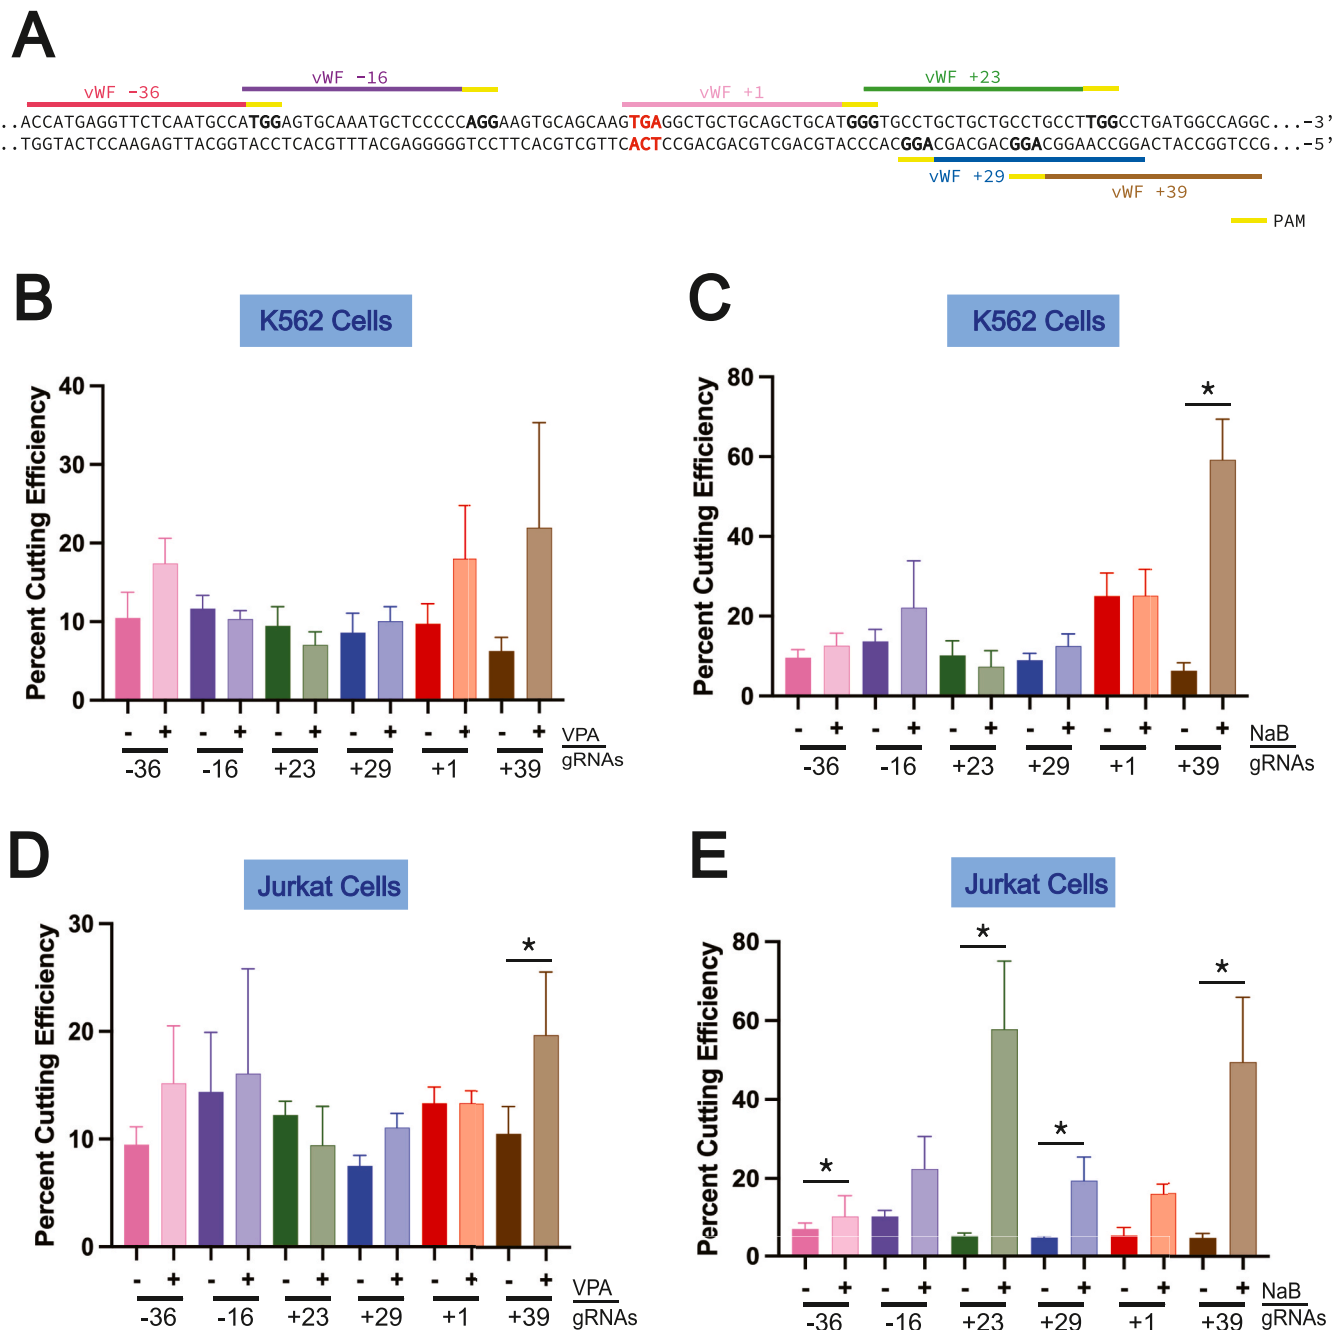 A
vWF -36 vWF -16 vWF +1 vWF +23
..ACCATGAGGTTCTCAATGCCATGGAGTGCAAATGCTCCCCCAGGAAGTGCAGCAAGTGAGGCTGCTGCAGCTGCATGGGTGCCTGCTGCTGCCTGCCTTGGCCTGATGGCCAGGC...-3’
..TGGTACTCCAAGAGTTACGGTACCTCACGTTTACGAGGGGGTCCTTCACGTCGTTCACTCCGACGACGTCGACGTACCCACGGACGACGACGGACGGAACCGGACTACCGGTCCG...-5’
vWF +29 vWF +39
PAM
B
K562 Cells
Percent Cutting Efficiency
40
30
20
10
0
- + - + - + - + - + - + VPA
-36 -16 +23 +29 +1 +39 gRNAs
C
K562 Cells
Percent Cutting Efficiency
80
60
40
20
0
*
- + - + - + - + - + - + NaB
-36 -16 +23 +29 +1 +39 gRNAs
D
Jurkat Cells
Percent Cutting Efficiency
30
20
10
0
*
- + - + - + - + - + - + VPA
-36 -16 +23 +29 +1 +39 gRNAs
E
Jurkat Cells
Percent Cutting Efficiency
80
60
40
20
0
* * * *
- + - + - + - + - + - + NaB
-36 -16 +23 +29 +1 +39 gRNAs